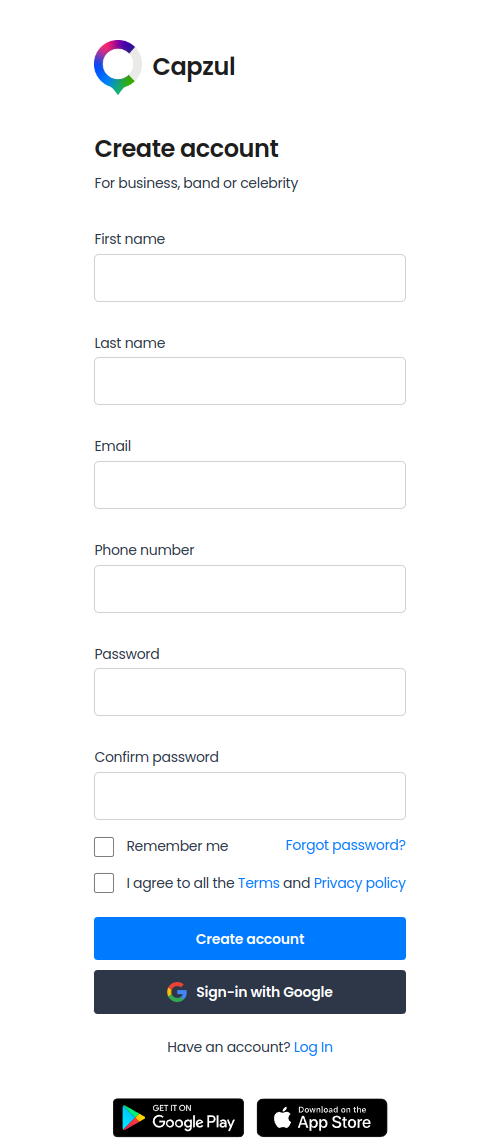 Capzul
Create account
For business, band or celebrity
First name
Last name
Email
Phone number
Password
Confirm password
Remember me Forgot password?
I agree to all the Terms and Privacy policy
Create account
Sign-in with Google
Have an account? Log In
GET IT ON
Google Play
Download on the
App Store